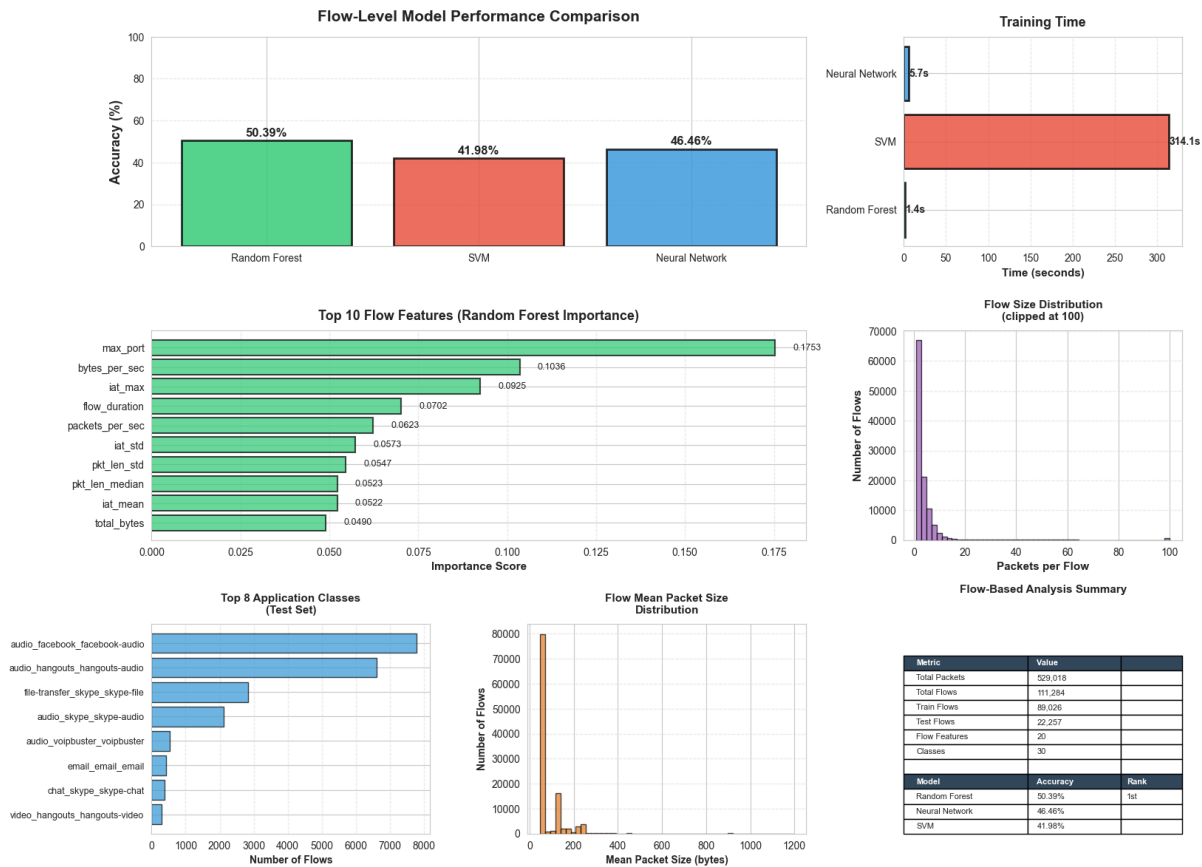 Flow-Level Model Performance Comparison
Accuracy (%)
100
80
60
40
20
0
50.39%
41.98%
46.46%
Random Forest
SVM
Neural Network
Training Time
Neural Network
SVM
Random Forest
5.7s
314.1s
1.4s
0
50
100
150
200
250
300
Time (seconds)
Top 10 Flow Features (Random Forest Importance)
max_port
0.1753
bytes_per_sec
0.1036
iat_max
0.0925
flow_duration
0.0702
packets_per_sec
0.0623
iat_std
0.0573
pkt_len_std
0.0547
pkt_len_median
0.0523
iat_mean
0.0522
total_bytes
0.0490
0.000
0.025
0.050
0.075
0.100
0.125
0.150
0.175
Importance Score
Flow Size Distribution
(clipped at 100)
Number of Flows
70000
60000
50000
40000
30000
20000
10000
0
0
20
40
60
80
100
Packets per Flow
Top 8 Application Classes
(Test Set)
audio_facebook_facebook-audio
audio_hangouts_hangouts-audio
file-transfer_skype_skype-file
audio_skype_skype-audio
audio_voipbuster_voipbuster
email_email_email
chat_skype_skype-chat
video_hangouts_hangouts-video
0
1000
2000
3000
4000
5000
6000
7000
8000
Number of Flows
Flow Mean Packet Size
Distribution
Number of Flows
80000
70000
60000
50000
40000
30000
20000
10000
0
0
200
400
600
800
1000
1200
Mean Packet Size (bytes)
Flow-Based Analysis Summary
Metric Value
Total Packets 529,018
Total Flows 111,284
Train Flows 89,026
Test Flows 22,257
Flow Features 20
Classes 30
Model Accuracy Rank
Random Forest 50.39% 1st
Neural Network 46.46%
SVM 41.98%